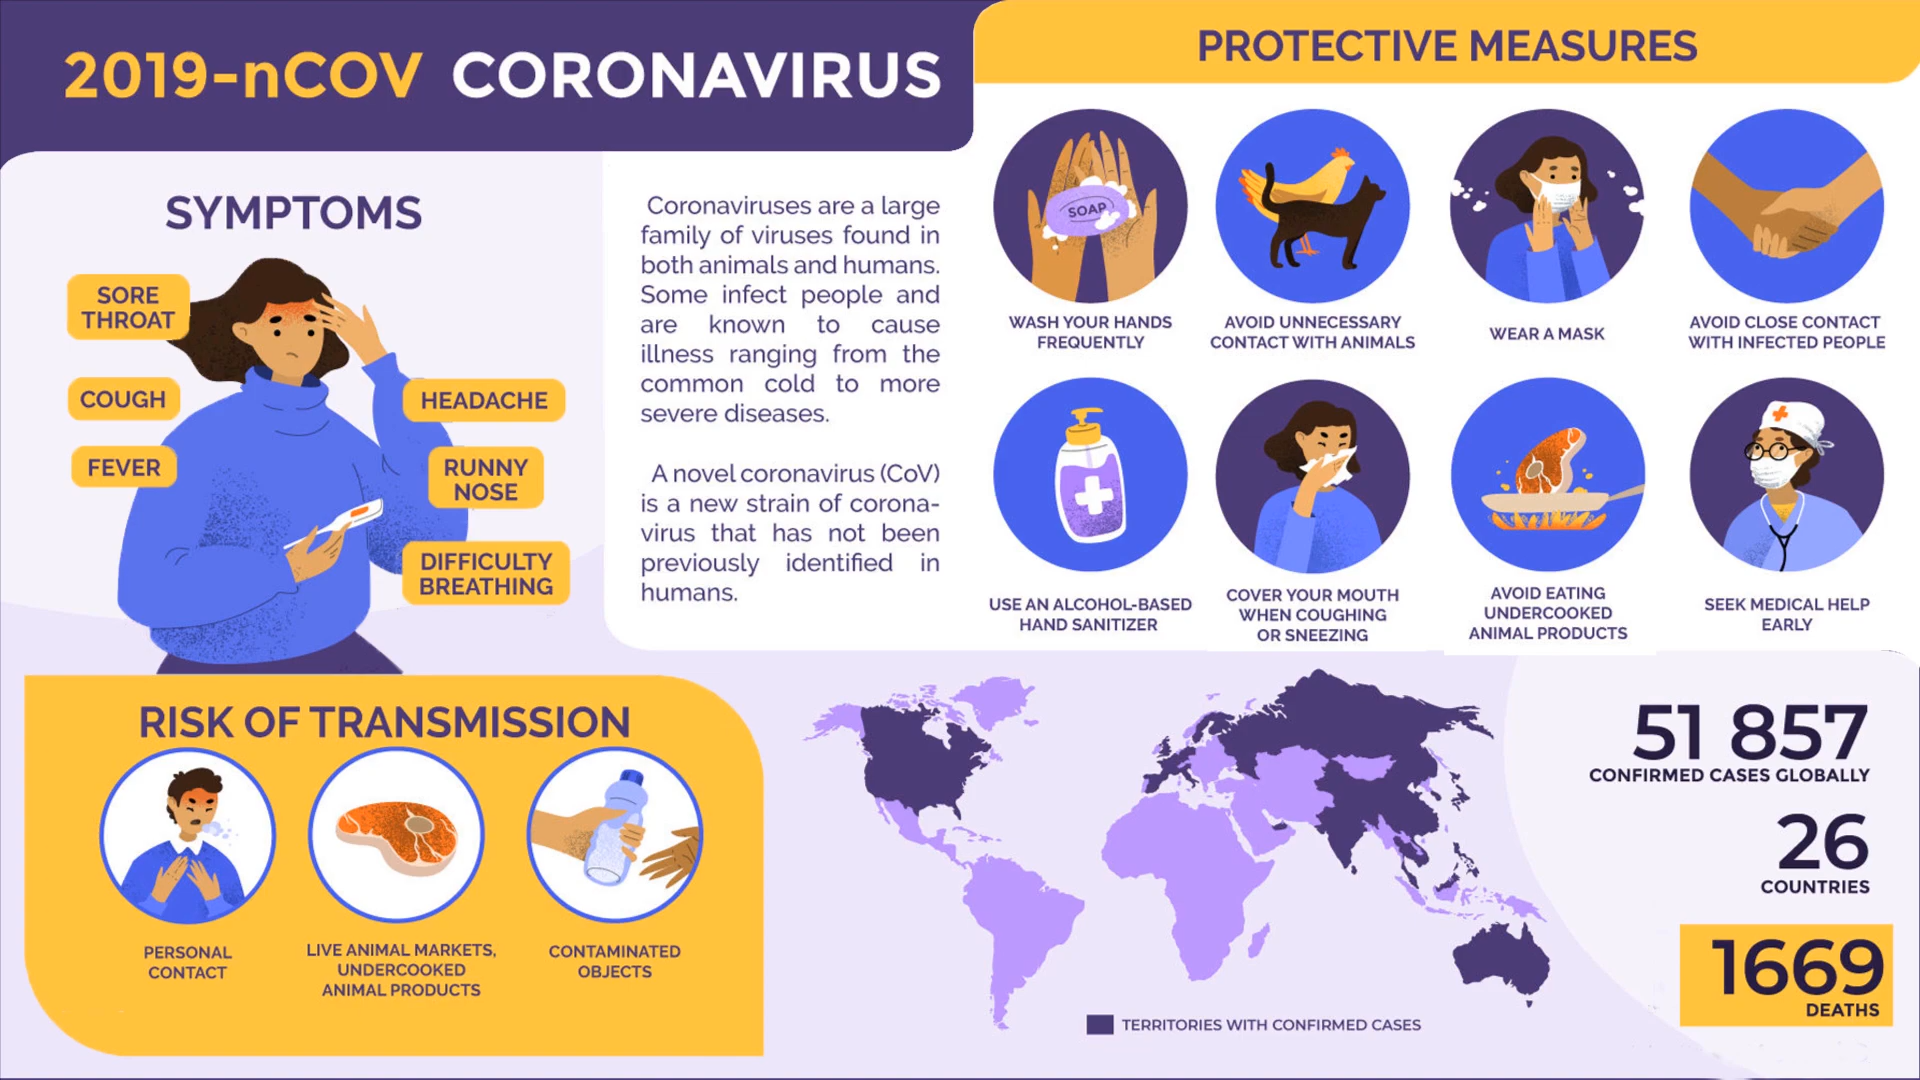 2019-nCOV CORONAVIRUS
SYMPTOMS
SORE
THROAT
COUGH
FEVER
HEADACHE
RUNNY
NOSE
DIFFICULTY
BREATHING
Coronaviruses are a large
family of viruses found in
both animals and humans.
Some infect people and
are known to cause
illness ranging from the
common cold to more
severe diseases.
A novel coronavirus (CoV)
is a new strain of corona-
virus that has not been
previously identified in
humans.
PROTECTIVE MEASURES
SOAP
WASH YOUR HANDS
FREQUENTLY
AVOID UNNECESSARY
CONTACT WITH ANIMALS
WEAR A MASK
AVOID CLOSE CONTACT
WITH INFECTED PEOPLE
USE AN ALCOHOL-BASED
HAND SANITIZER
COVER YOUR MOUTH
WHEN COUGHING
OR SNEEZING
AVOID EATING
UNDERCOOKED
ANIMAL PRODUCTS
SEEK MEDICAL HELP
EARLY
RISK OF TRANSMISSION
PERSONAL
CONTACT
LIVE ANIMAL MARKETS,
UNDERCOOKED
ANIMAL PRODUCTS
CONTAMINATED
OBJECTS
TERRITORIES WITH CONFIRMED CASES
51 857
CONFIRMED CASES GLOBALLY
26
COUNTRIES
1669
DEATHS